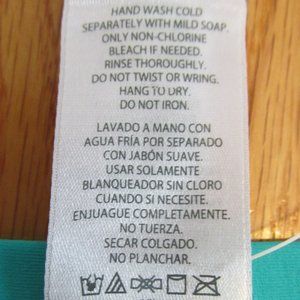 HAND WASH COLD
SEPARATELY WITH MILD SOAP.
ONLY NON-CHLORINE
BLEACH IF NEEDED.
RINSE THOROUGHLY.
DO NOT TWIST OR WRING.
HANG TO DRY.
DO NOT IRON.
LAVADO A MANO CON
AGUA FRÍA POR SEPARADO
CON JABÓN SUAVE.
USAR SOLAMENTE
BLANQUEADOR SIN CLORO
CUANDO SI NECESITE.
ENJUAGUE COMPLETAMENTE.
NO TUERZA.
SECAR COLGADO.
NO PLANCHAR.